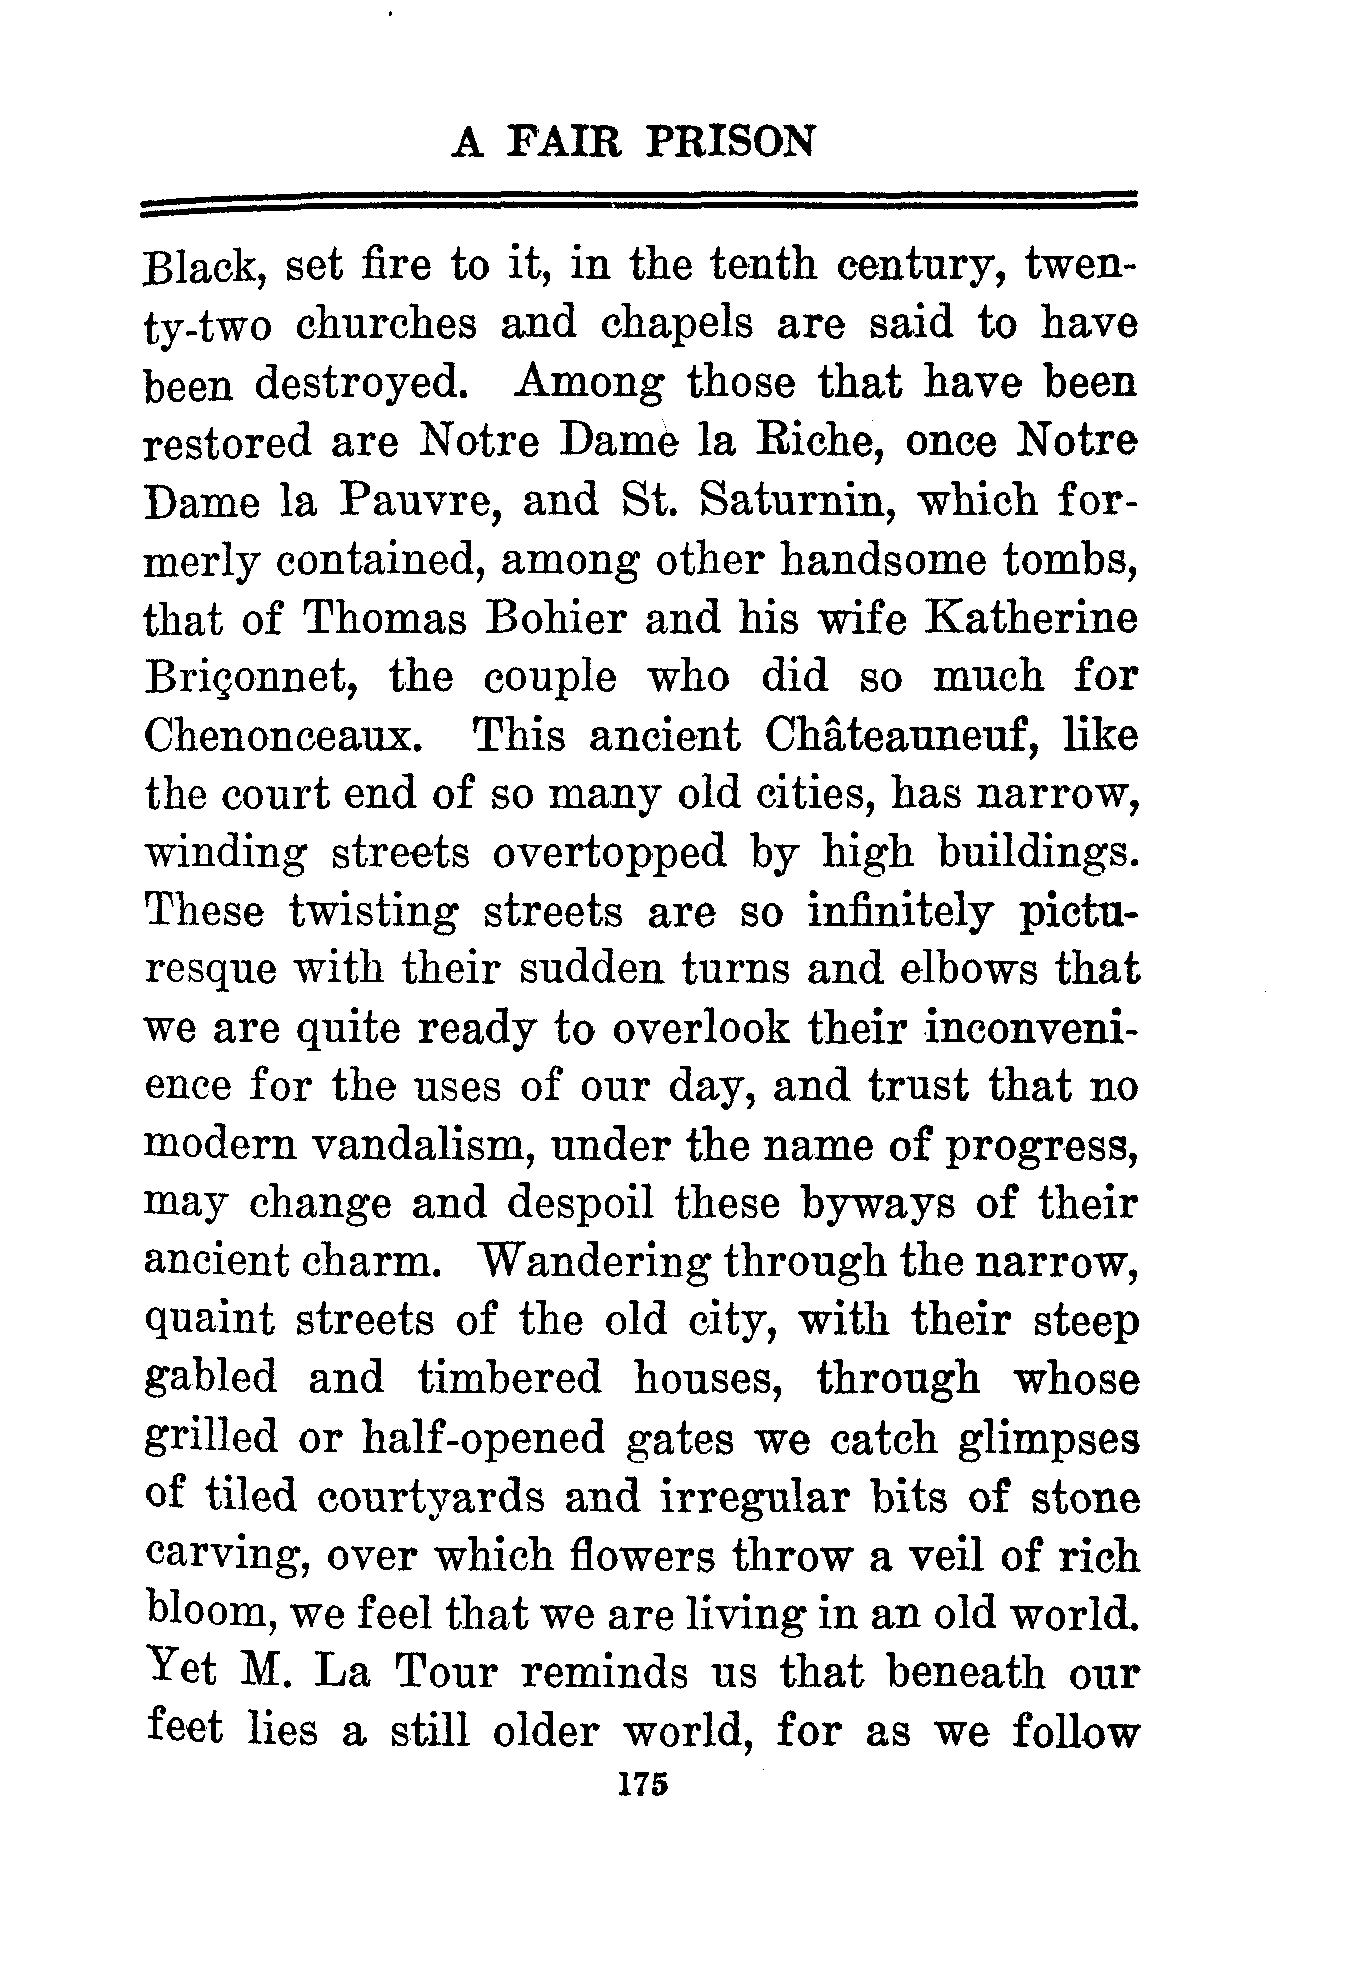 A FAIR PRISON
Black, set fire to it, in the tenth century, twen-
ty-two churches and chapels are said to have
been destroyed. Among those that have been
restored are Notre Dame la Riche, once Notre
Dame la Pauvre, and St. Saturnin, which for-
merly contained, among other handsome tombs,
that of Thomas Bohier and his wife Katherine
Briçonnet, the couple who did so much for
Chenonceaux. This ancient Châteauneuf, like
the court end of so many old cities, has narrow,
winding streets overtopped by high buildings.
These twisting streets are so infinitely pictu-
resque with their sudden turns and elbows that
we are quite ready to overlook their inconveni-
ence for the uses of our day, and trust that no
modern vandalism, under the name of progress,
may change and despoil these byways of their
ancient charm. Wandering through the narrow,
quaint streets of the old city, with their steep
gabled and timbered houses, through whose
grilled or half-opened gates we catch glimpses
of tiled courtyards and irregular bits of stone
carving, over which flowers throw a veil of rich
bloom, we feel that we are living in an old world.
Yet M. La Tour reminds us that beneath our
feet lies a still older world, for as we follow
175